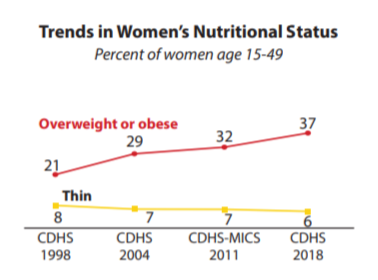 Trends in Women's Nutritional Status
Percent of women age 15-49
Overweight or obese
21
29
32
37
Thin
8
7
7
6
CDHS CDHS CDHS-MICS CDHS
1998 2004 2011 2018